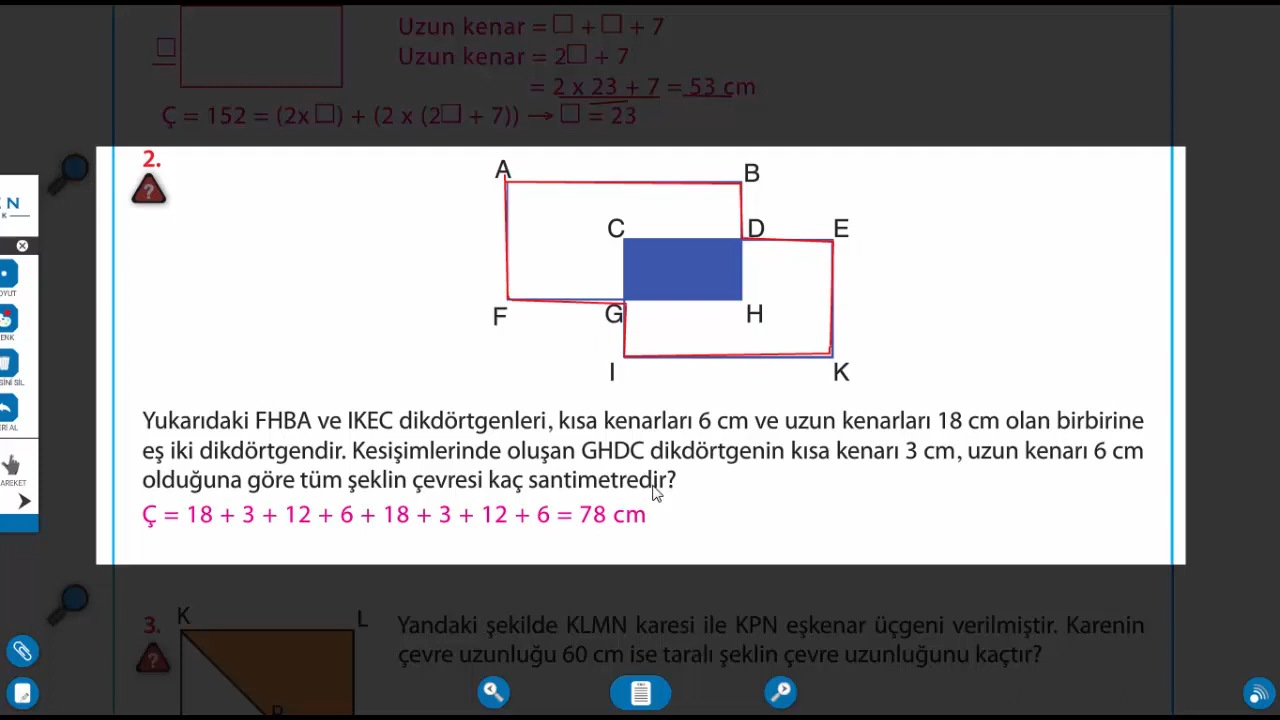 Uzun kenar = □ + □ + 7
Uzun kenar = 2□ + 7
= 2 x 23 + 7 = 53 cm
Ç = 152 = (2x □) + (2 x (2□ + 7)) → □ = 23
2.
A
B
C
D
E
F
G
H
I
K
Yukarıdaki FHBA ve IKEC dikdörtgenleri, kısa kenarları 6 cm ve uzun kenarları 18 cm olan birbirine
eş iki dikdörtgendir. Kesişimlerinde oluşan GHDC dikdörtgenin kısa kenarı 3 cm, uzun kenarı 6 cm
olduğuna göre tüm şeklin çevresi kaç santimetredir?
Ç = 18 + 3 + 12 + 6 + 18 + 3 + 12 + 6 = 78 cm
3.
K
L
Yandaki şekilde KLMN karesi ile KPN eşkenar üçgeni verilmiştir. Karenin
çevre uzunluğu 60 cm ise taralı şeklin çevre uzunluğunu kaçtır?